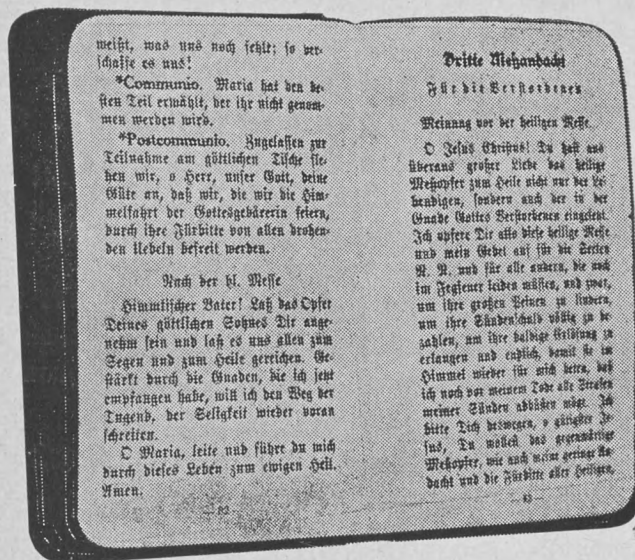 weißt, was uns noch fehlt; so ver-
schaffe es uns!
*Communio. Maria hat den be-
sten Teil erwählt, der ihr nicht genom-
men werden wird.
*Postcommunio. Zugelassen zur
Teilnahme am göttlichen Tische fle-
hen wir, o Herr, unser Gott, deine
Güte an, daß wir, die wir die Him-
melfahrt der Gottesgebärerin feiern,
durch ihre Fürbitte von allen drohen-
den Uebeln befreit werden.
Nach der hl. Messe
Himmlischer Vater! Laß das Opfer
Deines göttlichen Sohnes Dir ange-
nehm sein und laß es uns allen zum
Segen und zum Heile gereichen. Ge-
stärkt durch die Gnaden, die ich jetzt
empfangen habe, will ich den Weg der
Tugend, der Seligkeit wieder voran
schreiten.
O Maria, leite und führe du mich
durch dieses Leben zum ewigen Heil.
Amen.
— 82 —
Dritte Meßandacht
Für die Verstorbenen
Meinung vor der heiligen Messe.
O Jesus Christus! Du hast aus
überaus großer Liebe das heilige
Meßopfer zum Heile nicht nur der Le-
bendigen, sondern auch der in der
Gnade Gottes Verstorbenen eingesetzt.
Ich opfere Dir also diese heilige Messe
und mein Gebet auf für die Seelen
N. N. und für alle andern, die noch
im Fegfeuer leiden müssen, und zwar,
um ihre großen Peinen zu lindern,
um ihre Sündenschuld völlig zu be-
zahlen, um ihre baldige Erlösung zu
erlangen und endlich, damit sie im
Himmel wieder für mich beten, daß
ich noch vor meinem Tode alle Strafen
meiner Sünden abbüßen möge. Ich
bitte Dich deswegen, o gütigster Je-
sus, Du wollest das gegenwärtige
Meßopfer, wie auch meine geringe An-
dacht und die Fürbitte aller Heiligen,
— 83 —